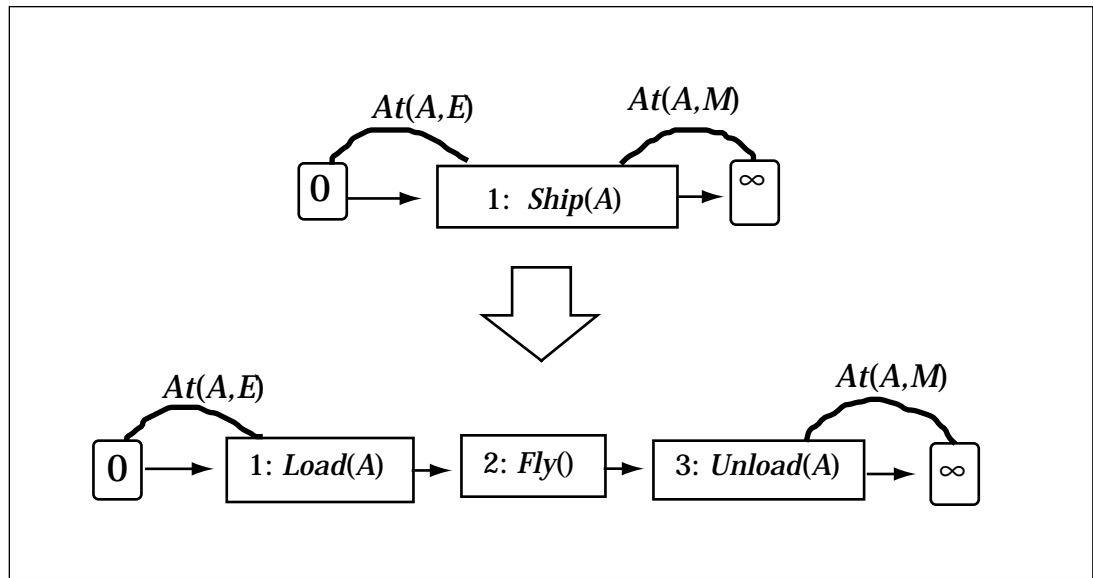 At(A,E) At(A,M)
0 1: Ship(A) ∞
At(A,E) At(A,M)
0 1: Load(A) 2: Fly() 3: Unload(A) ∞